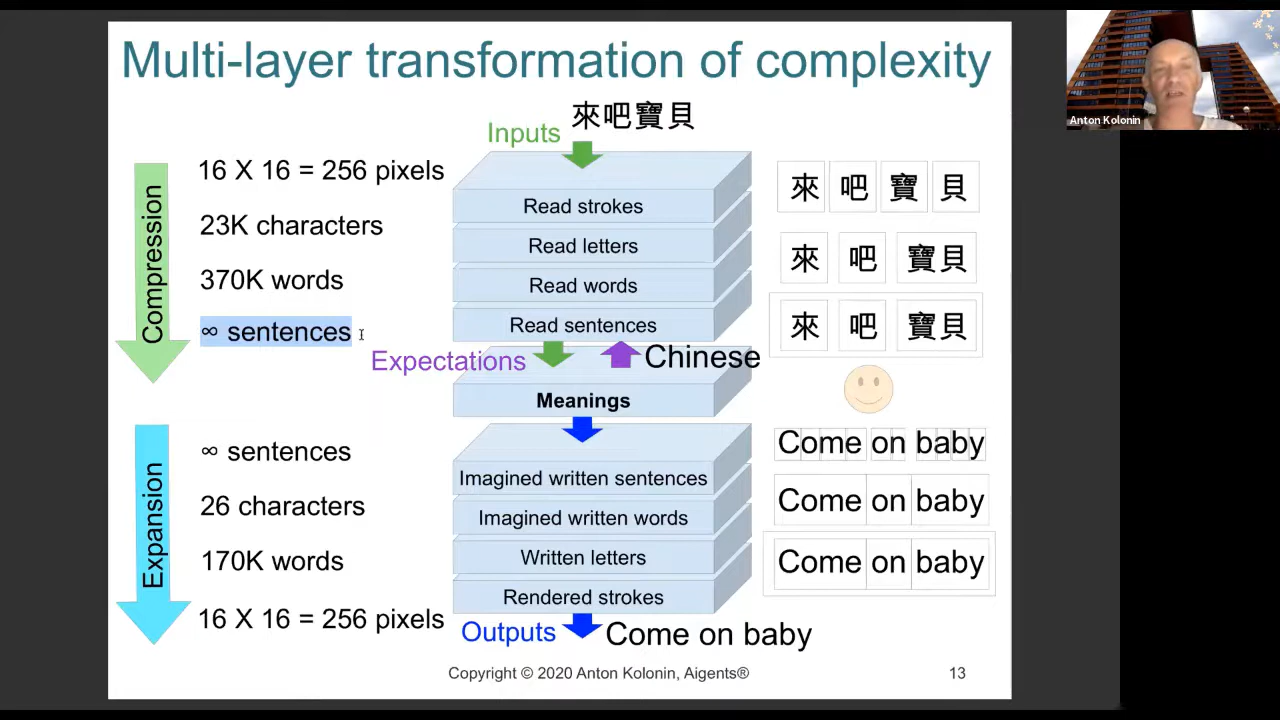 Multi-layer transformation of complexity
Inputs
來吧寶貝
Compression
16 X 16 = 256 pixels
23K characters
370K words
∞ sentences
Read strokes
Read letters
Read words
Read sentences
來 吧 寶 貝
來 吧 寶貝
來 吧 寶貝
Expectations
Chinese
Meanings
Expansion
∞ sentences
26 characters
170K words
16 X 16 = 256 pixels
Imagined written sentences
Imagined written words
Written letters
Rendered strokes
Come on baby
Come on baby
Come on baby
Outputs
Come on baby
Copyright © 2020 Anton Kolonin, Aigents®
13
Anton Kolonin